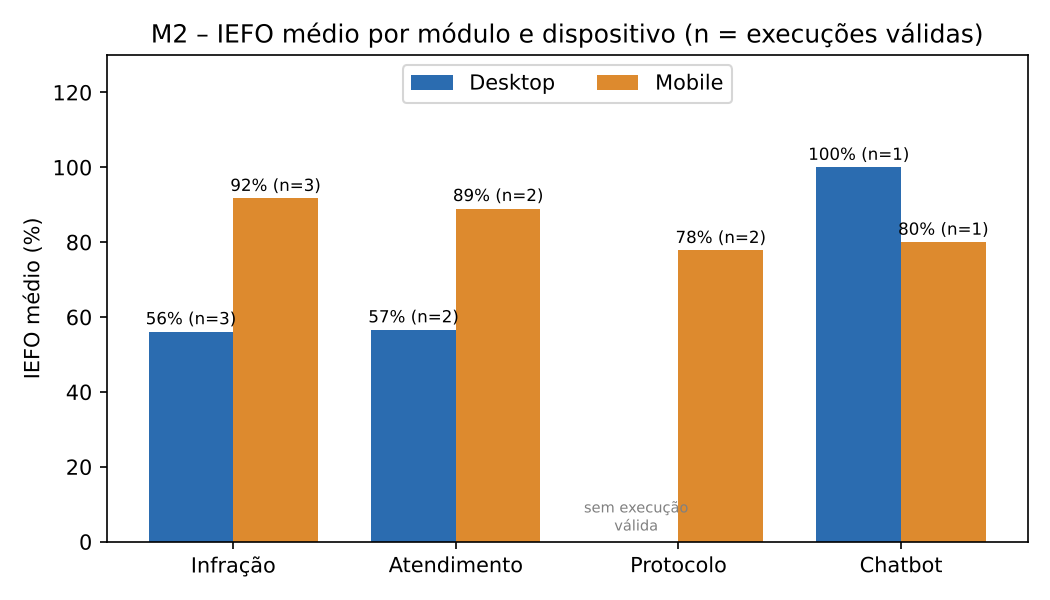 M2 – IEFO médio por módulo e dispositivo (n = execuções válidas)
Desktop
Mobile
IEFO médio (%)
120
100
80
60
40
20
0
56% (n=3)
92% (n=3)
57% (n=2)
89% (n=2)
sem execução
válida
78% (n=2)
100% (n=1)
80% (n=1)
Infração
Atendimento
Protocolo
Chatbot